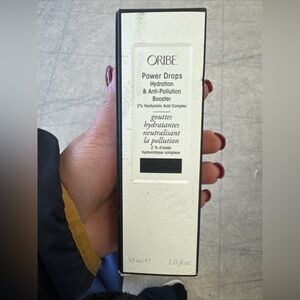 ORIBE
Power Drops
Hydration
& Anti-Pollution
Booster
2% Hyaluronic Acid Complex
gouttes
hydratantes
neutralisant
la pollution
2 % d'acide
hyaluronique complexe
30 ml e 1.0 fl.oz.